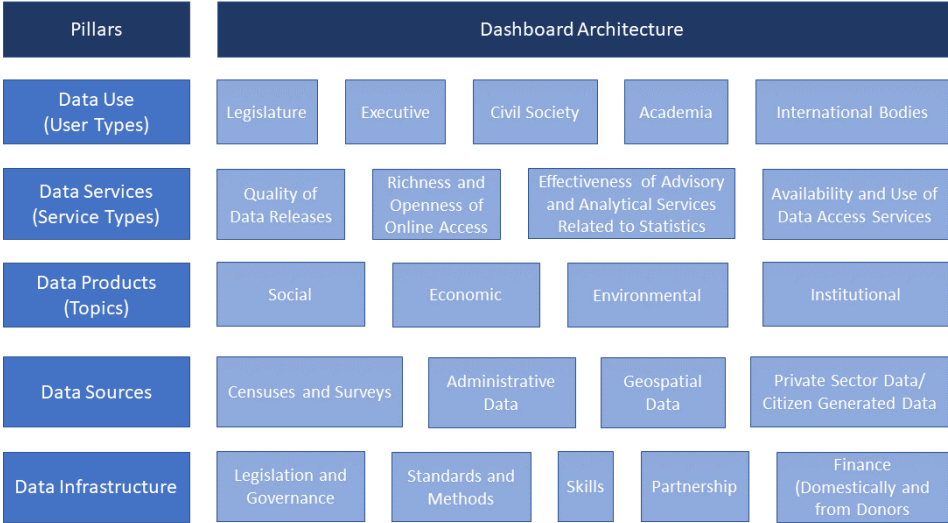 Pillars
Dashboard Architecture
Data Use
(User Types)
Legislature
Executive
Civil Society
Academia
International Bodies
Data Services
(Service Types)
Quality of
Data Releases
Richness and
Openness of
Online Access
Effectiveness of Advisory
and Analytical Services
Related to Statistics
Availability and Use of
Data Access Services
Data Products
(Topics)
Social
Economic
Environmental
Institutional
Data Sources
Censuses and Surveys
Administrative
Data
Geospatial
Data
Private Sector Data/
Citizen Generated Data
Data Infrastructure
Legislation and
Governance
Standards and
Methods
Skills
Partnership
Finance
(Domestically and
from Donors